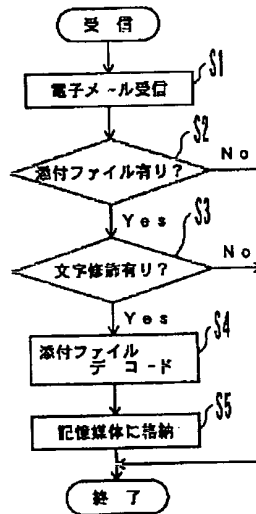 受信
S1
電子メール受信
S2
添付ファイル有り?
No
Yes
S3
文字修飾有り?
No
Yes
S4
添付ファイル
デコード
S5
記憶媒体に格納
終了